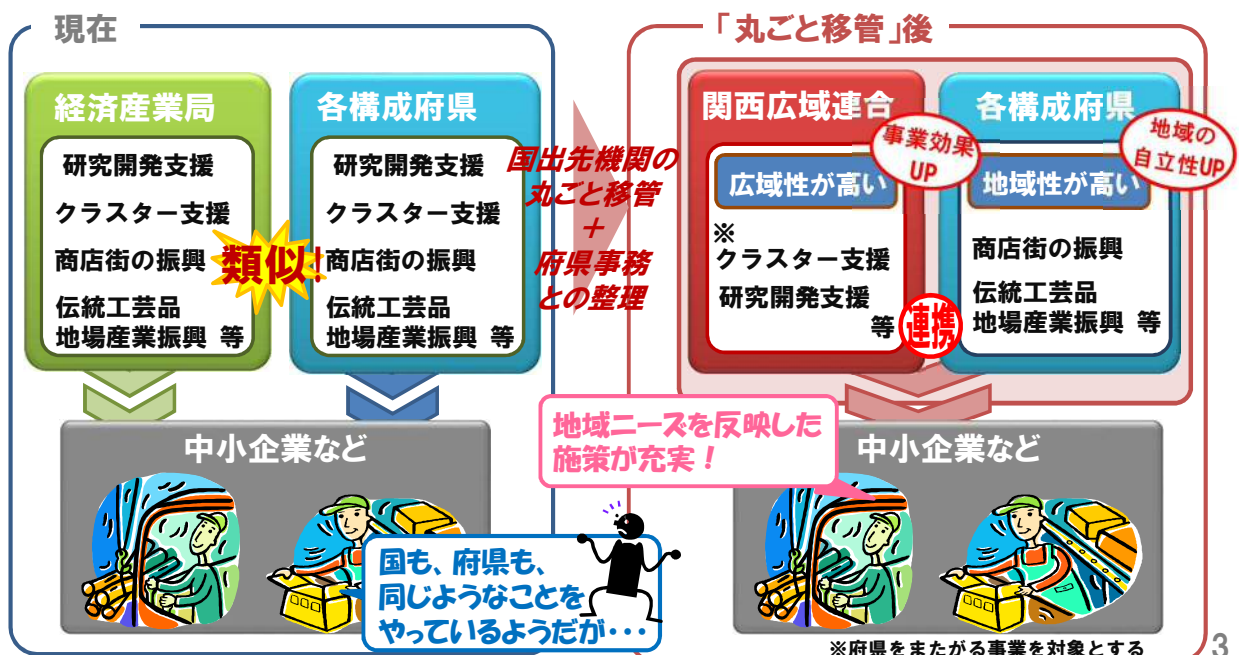 現在
経済産業局
研究開発支援
クラスター支援
商店街の振興
伝統工芸品
地場産業振興 等
類似!
各構成府県
研究開発支援
クラスター支援
商店街の振興
伝統工芸品
地場産業振興 等
中小企業など
国も、府県も、
同じようなことを
やっているようだが・・・
国出先機関の
丸ごと移管
+
府県事務
との整理
「丸ごと移管」後
関西広域連合
事業効果
UP
広域性が高い
※
クラスター支援
研究開発支援
等
連携
各構成府県
地域の
自立性UP
地域性が高い
商店街の振興
伝統工芸品
地場産業振興 等
地域ニーズを反映した
施策が充実!
中小企業など
※府県をまたがる事業を対象とする
3